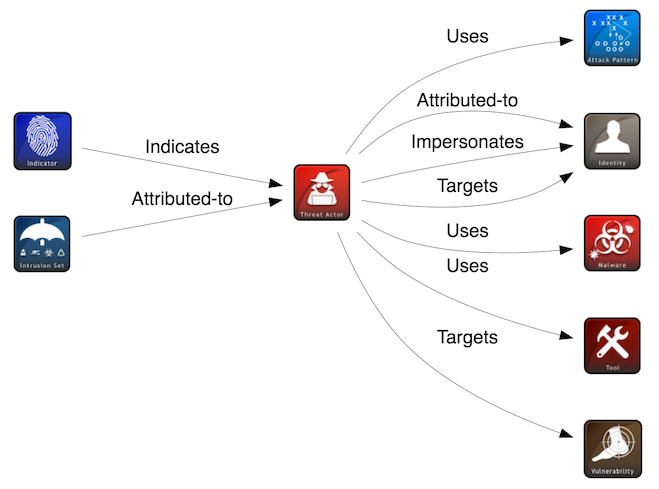 Uses
Attack Pattern
Attributed-to
Indicates
Impersonates
Indicator
Identity
Targets
Attributed-to
Threat Actor
Uses
Intrusion Set
Malware
Uses
Targets
Tool
Vulnerability